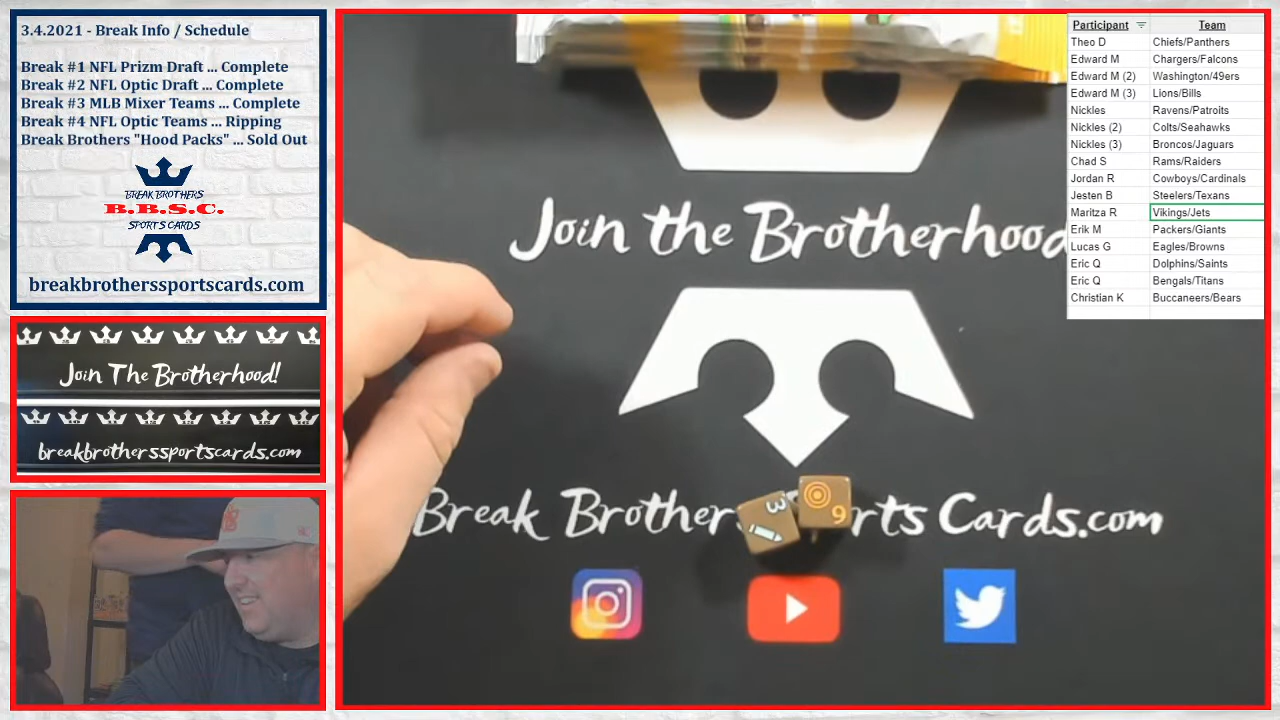 3.4.2021 - Break Info / Schedule
Break #1 NFL Prizm Draft ... Complete
Break #2 NFL Optic Draft ... Complete
Break #3 MLB Mixer Teams ... Complete
Break #4 NFL Optic Teams ... Ripping
Break Brothers "Hood Packs" ... Sold Out
BREAK BROTHERS
B.B.S.C.
SPORTS CARDS
breakbrotherssportscards.com
Join The Brotherhood!
breakbrotherssportscards.com
Join the Brotherhood
3
9
Break Brothers Sports Cards.com
Participant Team
Theo D Chiefs/Panthers
Edward M Chargers/Falcons
Edward M (2) Washington/49ers
Edward M (3) Lions/Bills
Nickles Ravens/Patroits
Nickles (2) Colts/Seahawks
Nickles (3) Broncos/Jaguars
Chad S Rams/Raiders
Jordan R Cowboys/Cardinals
Jesten B Steelers/Texans
Maritza R Vikings/Jets
Erik M Packers/Giants
Lucas G Eagles/Browns
Eric Q Dolphins/Saints
Eric Q Bengals/Titans
Christian K Buccaneers/Bears